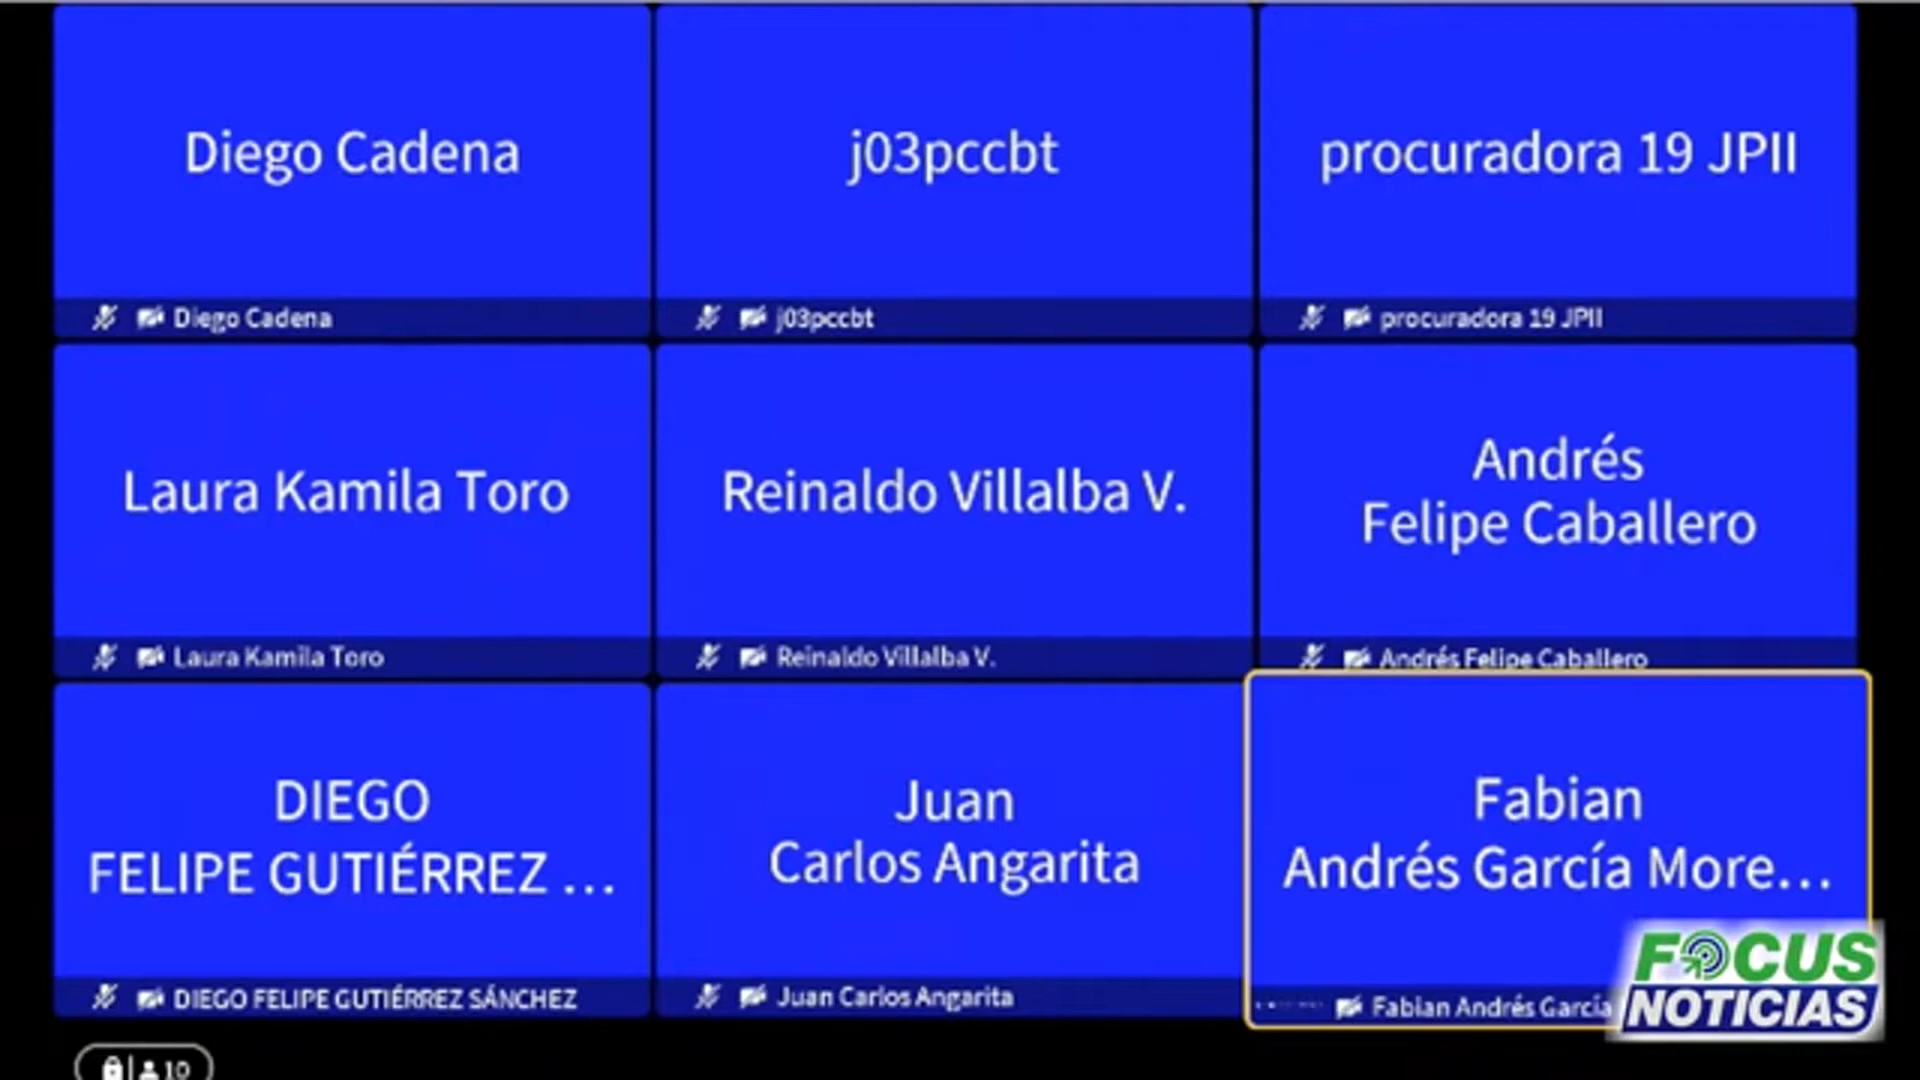 Diego Cadena
Diego Cadena
j03pccbt
j03pccbt
procuradora 19 JPII
procuradora 19 JPII
Laura Kamila Toro
Laura Kamila Toro
Reinaldo Villalba V.
Reinaldo Villalba V.
Andrés
Felipe Caballero
Andrés Felipe Caballero
DIEGO
FELIPE GUTIÉRREZ ...
DIEGO FELIPE GUTIÉRREZ SÁNCHEZ
Juan
Carlos Angarita
Juan Carlos Angarita
Fabian
Andrés García More...
Fabian Andrés García
FOCUS
NOTICIAS
10